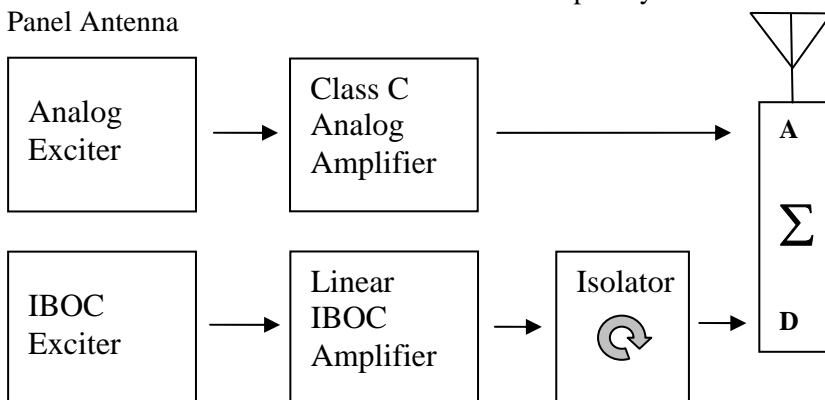 Panel Antenna
Analog
Exciter
Class C
Analog
Amplifier
A
Σ
D
IBOC
Exciter
Linear
IBOC
Amplifier
Isolator